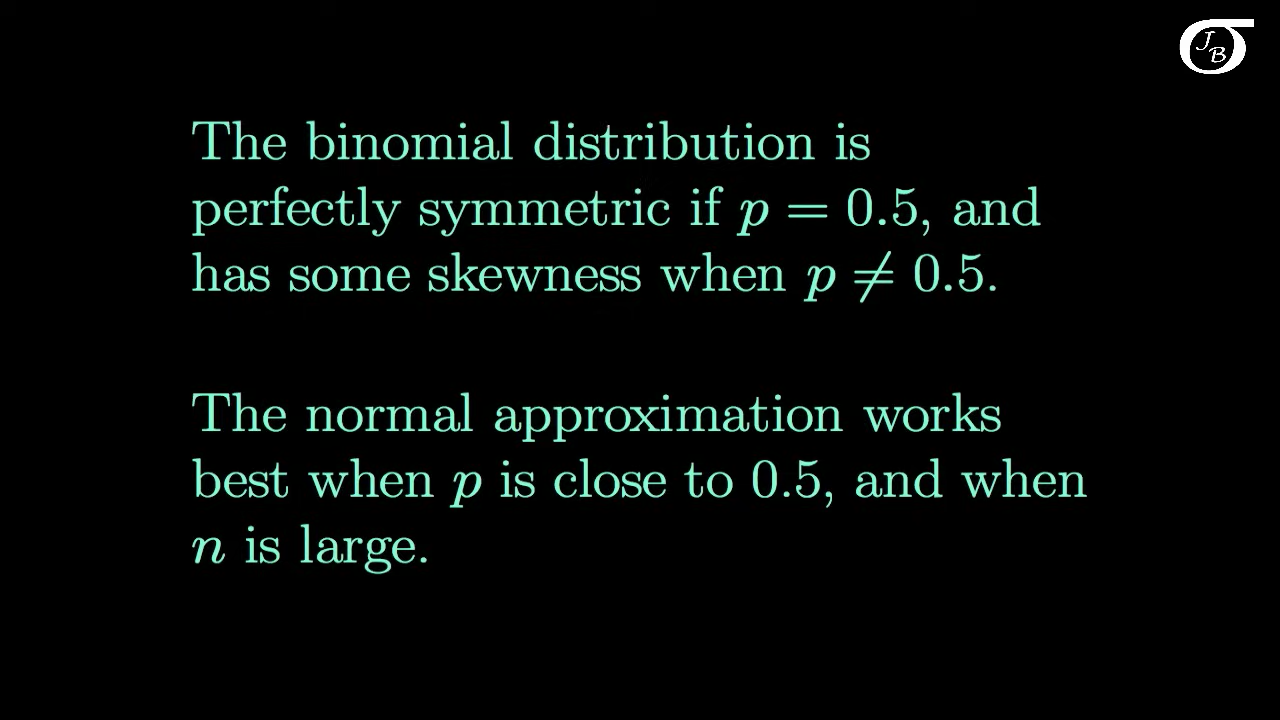 J
B
The binomial distribution is
perfectly symmetric if p = 0.5, and
has some skewness when p ≠ 0.5.
The normal approximation works
best when p is close to 0.5, and when
n is large.